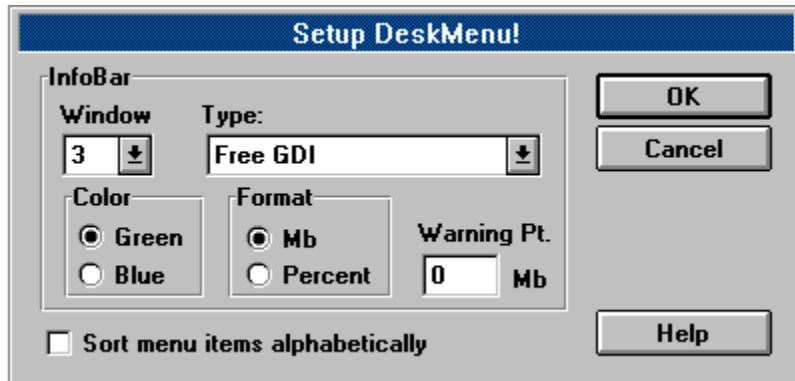 Setup DeskMenu!
InfoBar
OK
Window Type:
3 Free GDI
Cancel
Color Format
Green Mb Warning Pt.
Blue Percent 0 Mb
Sort menu items alphabetically
Help